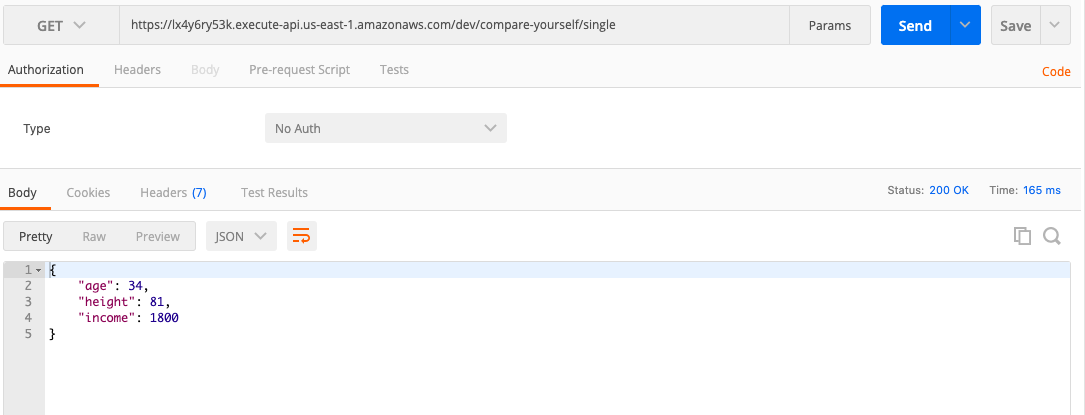 GET https://lx4y6ry53k.execute-api.us-east-1.amazonaws.com/dev/compare-yourself/single Params Send Save
Authorization Headers Body Pre-request Script Tests Code
Type No Auth
Body Cookies Headers (7) Test Results Status: 200 OK Time: 165 ms
Pretty Raw Preview JSON
1 {
2 "age": 34,
3 "height": 81,
4 "income": 1800
5 }